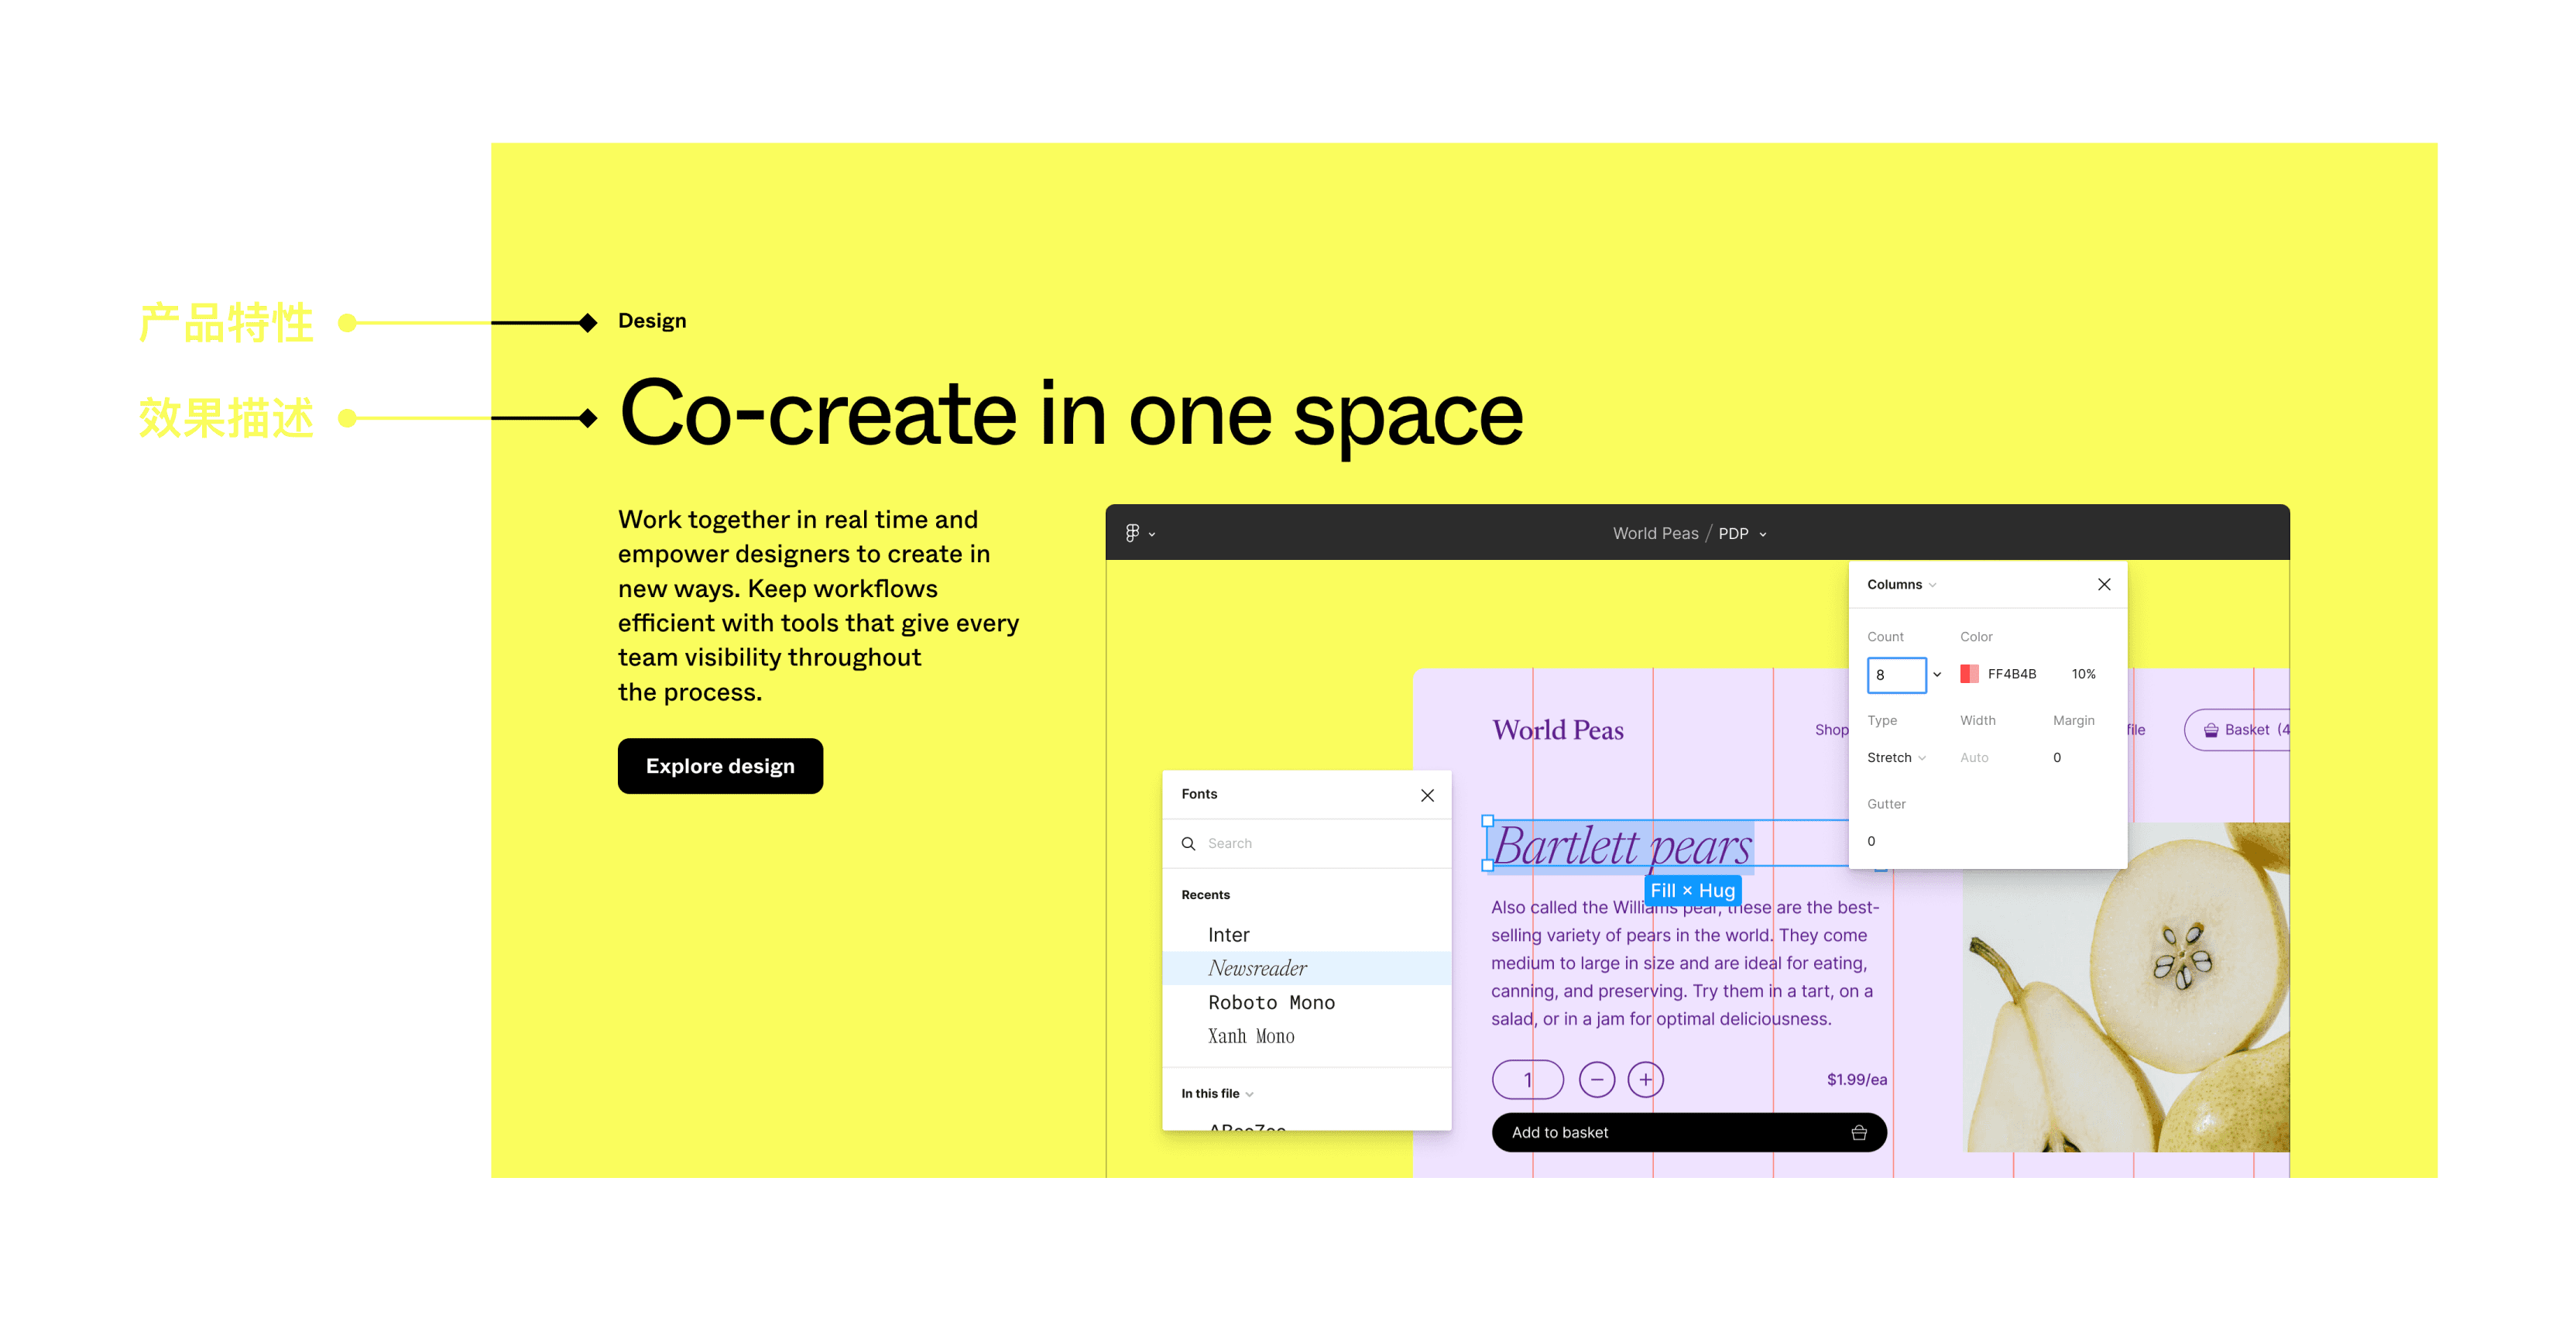 产品特性
Design
效果描述
Co-create in one space
Work together in real time and
empower designers to create in
new ways. Keep workflows
efficient with tools that give every
team visibility throughout
the process.
Explore design
World Peas / PDP
Columns
Count Color
8 FF4B4B 10%
Type Width Margin
Stretch Auto 0
Gutter
0
World Peas Shop file Basket (4
Fonts
Search
Recents
Inter
Newsreader
Roboto Mono
Xanh Mono
In this file
Bartlett pears
Fill × Hug
Also called the Williams pear, these are the best-
selling variety of pears in the world. They come
medium to large in size and are ideal for eating,
canning, and preserving. Try them in a tart, on a
salad, or in a jam for optimal deliciousness.
1 − + $1.99/ea
Add to basket